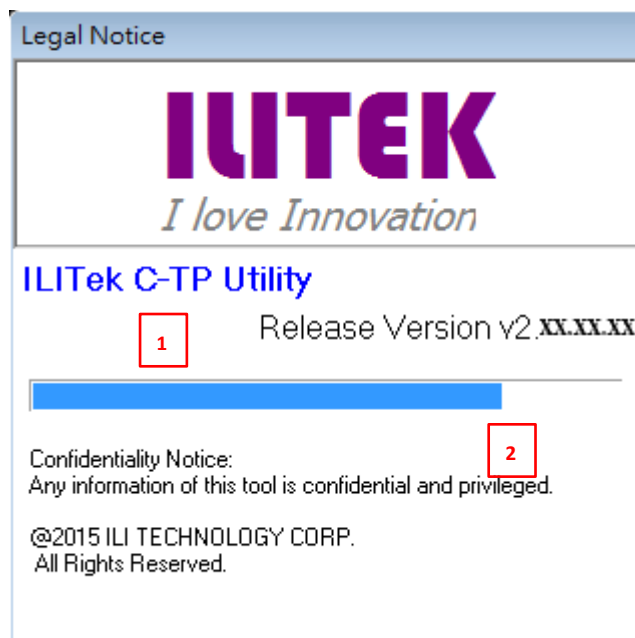 Legal Notice
ILITEK
I love Innovation
ILITek C-TP Utility
Release Version v2.xx.xx.xx
1
2
Confidentiality Notice:
Any information of this tool is confidential and privileged.
@2015 ILI TECHNOLOGY CORP.
All Rights Reserved.